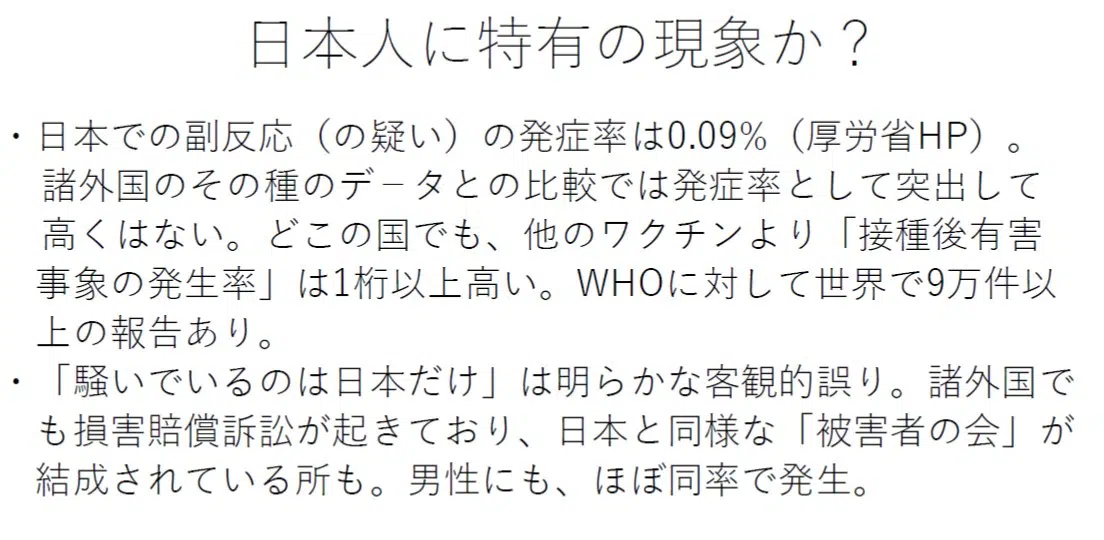 日本人に特有の現象か?
・日本での副反応(の疑い)の発症率は0.09%(厚労省HP)。
諸外国のその種のデ－タとの比較では発症率として突出して
高くはない。どこの国でも、他のワクチンより「接種後有害
事象の発生率」は1桁以上高い。WHOに対して世界で9万件以
上の報告あり。
・「騒いでいるのは日本だけ」は明らかな客観的誤り。諸外国で
も損害賠償訴訟が起きており、日本と同様な「被害者の会」が
結成されている所も。男性にも、ほぼ同率で発生。